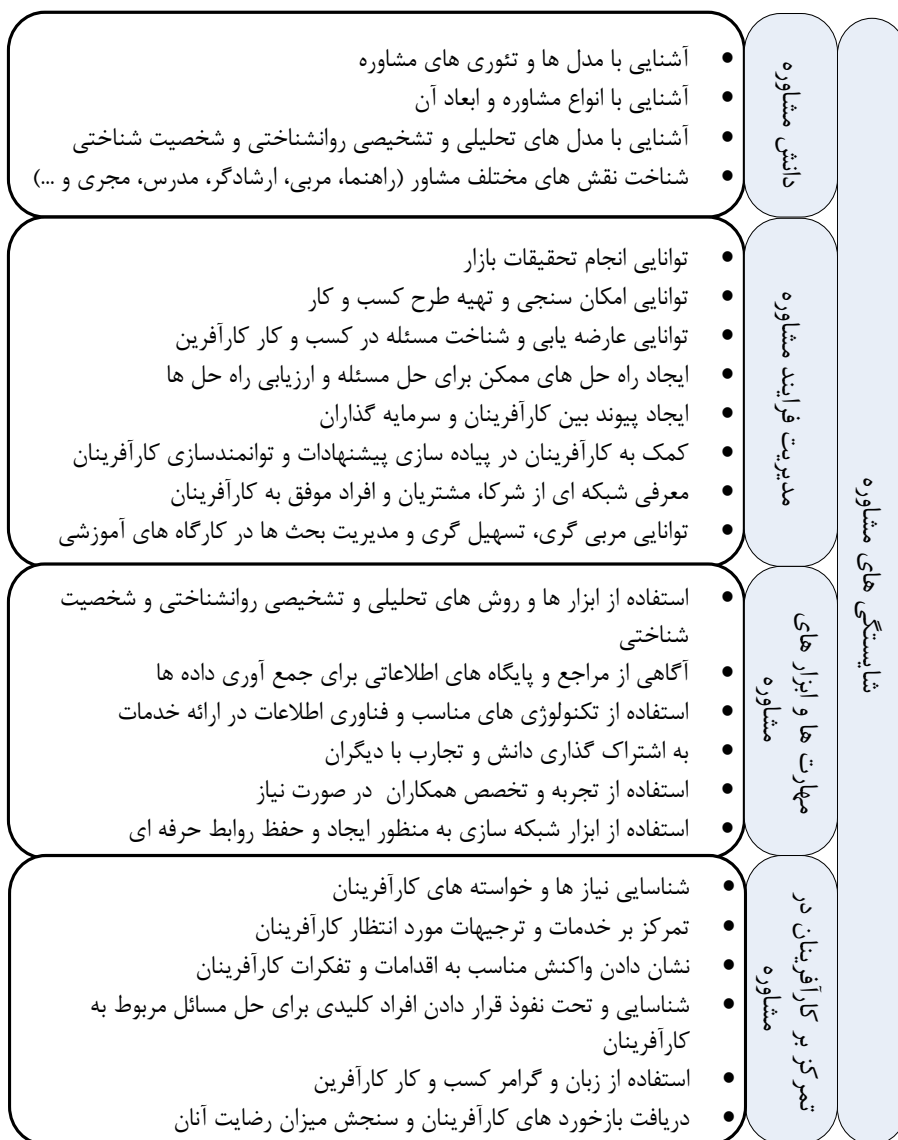 شایستگی های مشاوره
دانش مشاوره
• آشنایی با مدل ها و تئوری های مشاوره
• آشنایی با انواع مشاوره و ابعاد آن
• آشنایی با مدل های تحلیلی و تشخیصی روانشناختی و شخصیت شناختی
• شناخت نقش های مختلف مشاور (راهنما، مربی، ارشادگر، مدرس، مجری و ...)
مدیریت فرایند مشاوره
• توانایی انجام تحقیقات بازار
• توانایی امکان سنجی و تهیه طرح کسب و کار
• توانایی عارضه یابی و شناخت مسئله در کسب و کار کارآفرین
• ایجاد راه حل های ممکن برای حل مسئله و ارزیابی راه حل ها
• ایجاد پیوند بین کارآفرینان و سرمایه گذاران
• کمک به کارآفرینان در پیاده سازی پیشنهادات و توانمندسازی کارآفرینان
• معرفی شبکه ای از شرکا، مشتریان و افراد موفق به کارآفرینان
• توانایی مربی گری، تسهیل گری و مدیریت بحث ها در کارگاه های آموزشی
مهارت ها و ابزار های
مشاوره
• استفاده از ابزار ها و روش های تحلیلی و تشخیصی روانشناختی و شخصیت
شناختی
• آگاهی از مراجع و پایگاه های اطلاعاتی برای جمع آوری داده ها
• استفاده از تکنولوژی های مناسب و فناوری اطلاعات در ارائه خدمات
• به اشتراک گذاری دانش و تجارب با دیگران
• استفاده از تجربه و تخصص همکاران در صورت نیاز
• استفاده از ابزار شبکه سازی به منظور ایجاد و حفظ روابط حرفه ای
تمرکز بر کارآفرینان در
مشاوره
• شناسایی نیاز ها و خواسته های کارآفرینان
• تمرکز بر خدمات و ترجیهات مورد انتظار کارآفرینان
• نشان دادن واکنش مناسب به اقدامات و تفکرات کارآفرینان
• شناسایی و تحت نفوذ قرار دادن افراد کلیدی برای حل مسائل مربوط به
کارآفرینان
• استفاده از زبان و گرامر کسب و کار کارآفرین
• دریافت بازخورد های کارآفرینان و سنجش میزان رضایت آنان